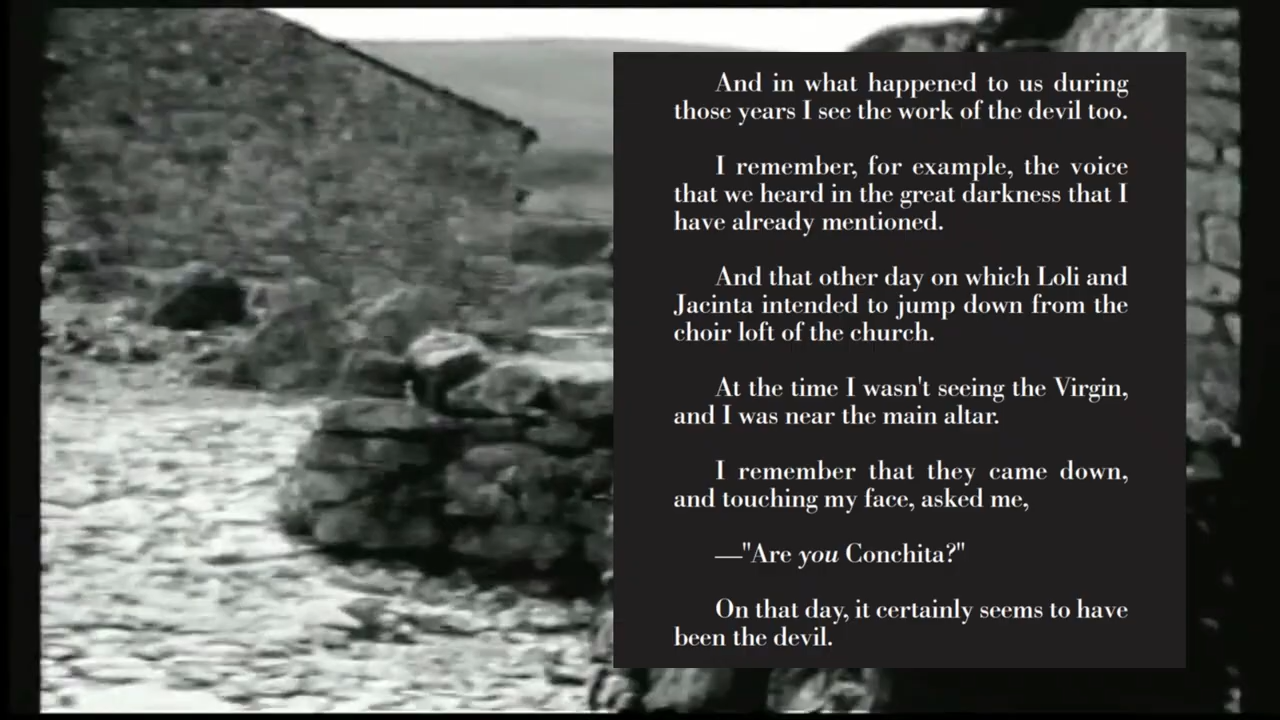 And in what happened to us during
those years I see the work of the devil too.
I remember, for example, the voice
that we heard in the great darkness that I
have already mentioned.
And that other day on which Loli and
Jacinta intended to jump down from the
choir loft of the church.
At the time I wasn't seeing the Virgin,
and I was near the main altar.
I remember that they came down,
and touching my face, asked me,
—"Are you Conchita?"
On that day, it certainly seems to have
been the devil.